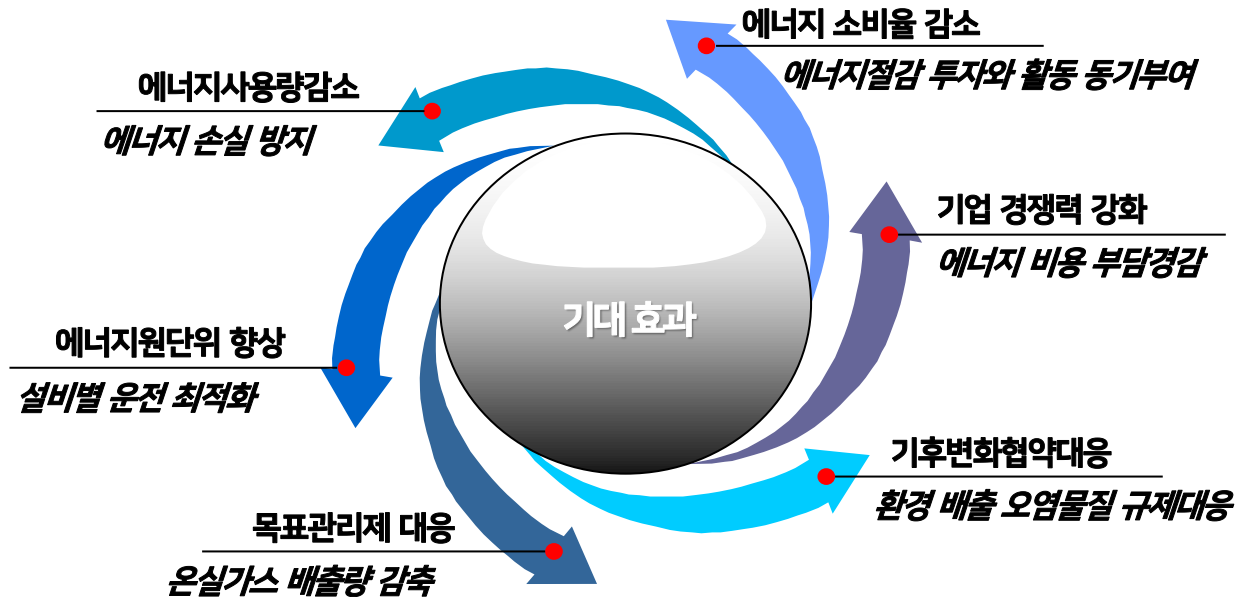 에너지 소비율 감소
에너지절감 투자와 활동 동기부여
에너지사용량감소
에너지 손실 방지
기업 경쟁력 강화
에너지 비용 부담경감
기대 효과
에너지원단위 향상
설비별 운전 최적화
기후변화협약대응
환경 배출 오염물질 규제대응
목표관리제 대응
온실가스 배출량 감축